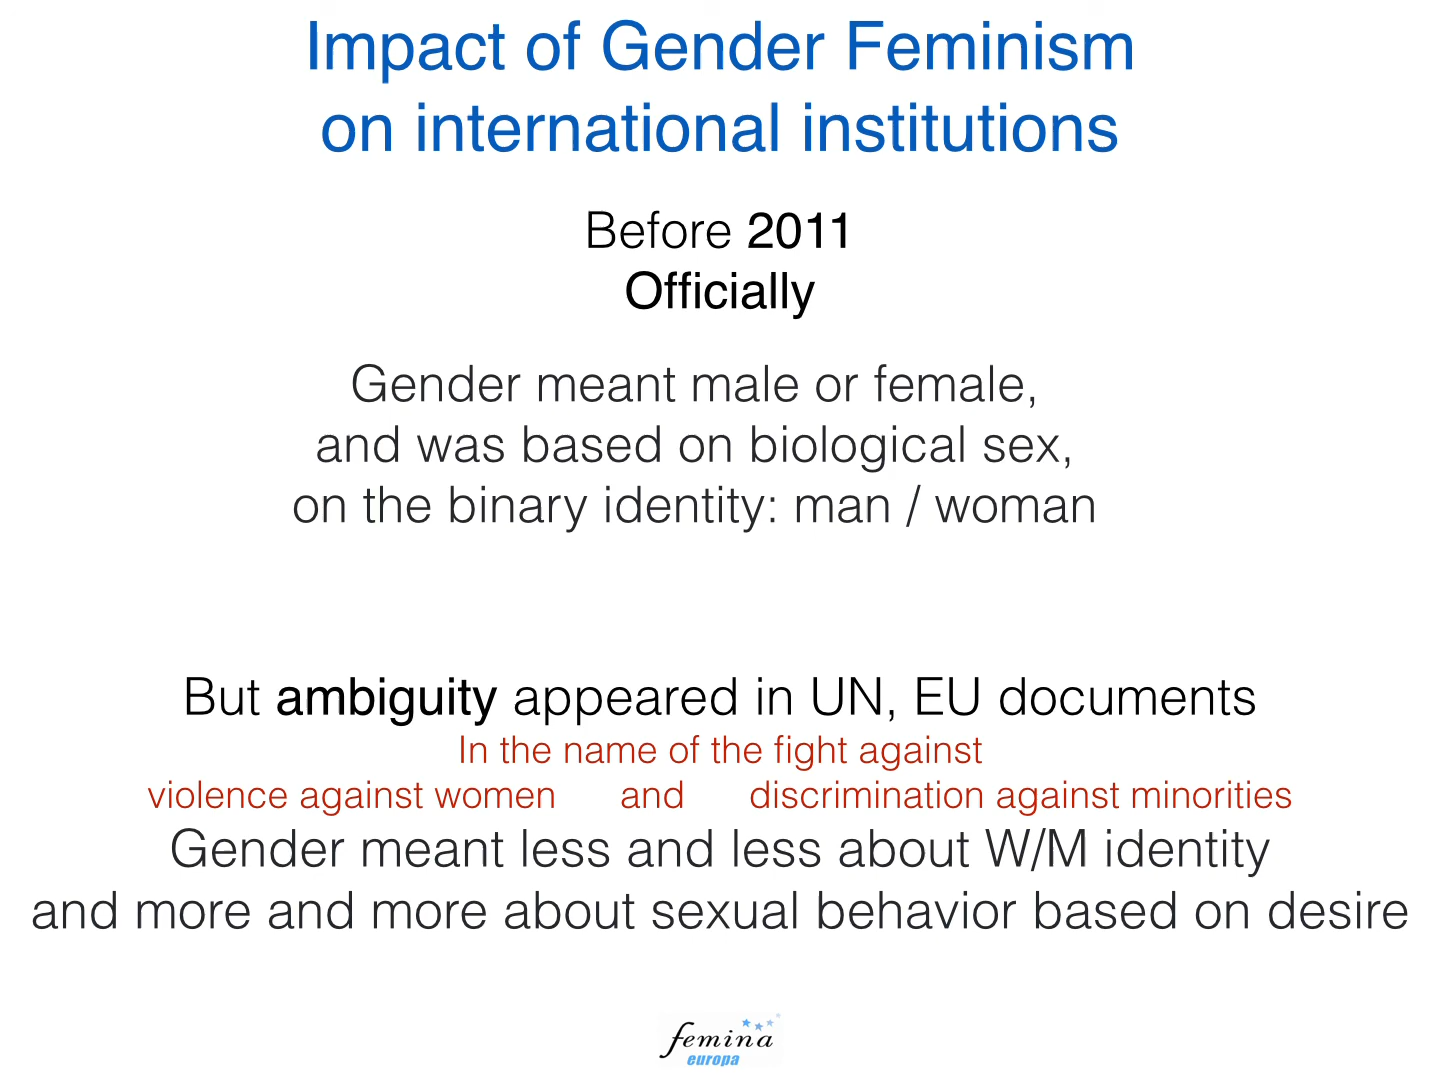 Impact of Gender Feminism
on international institutions
Before 2011
Officially
Gender meant male or female,
and was based on biological sex,
on the binary identity: man / woman
But ambiguity appeared in UN, EU documents
In the name of the fight against
violence against women and discrimination against minorities
Gender meant less and less about W/M identity
and more and more about sexual behavior based on desire
femina
europa